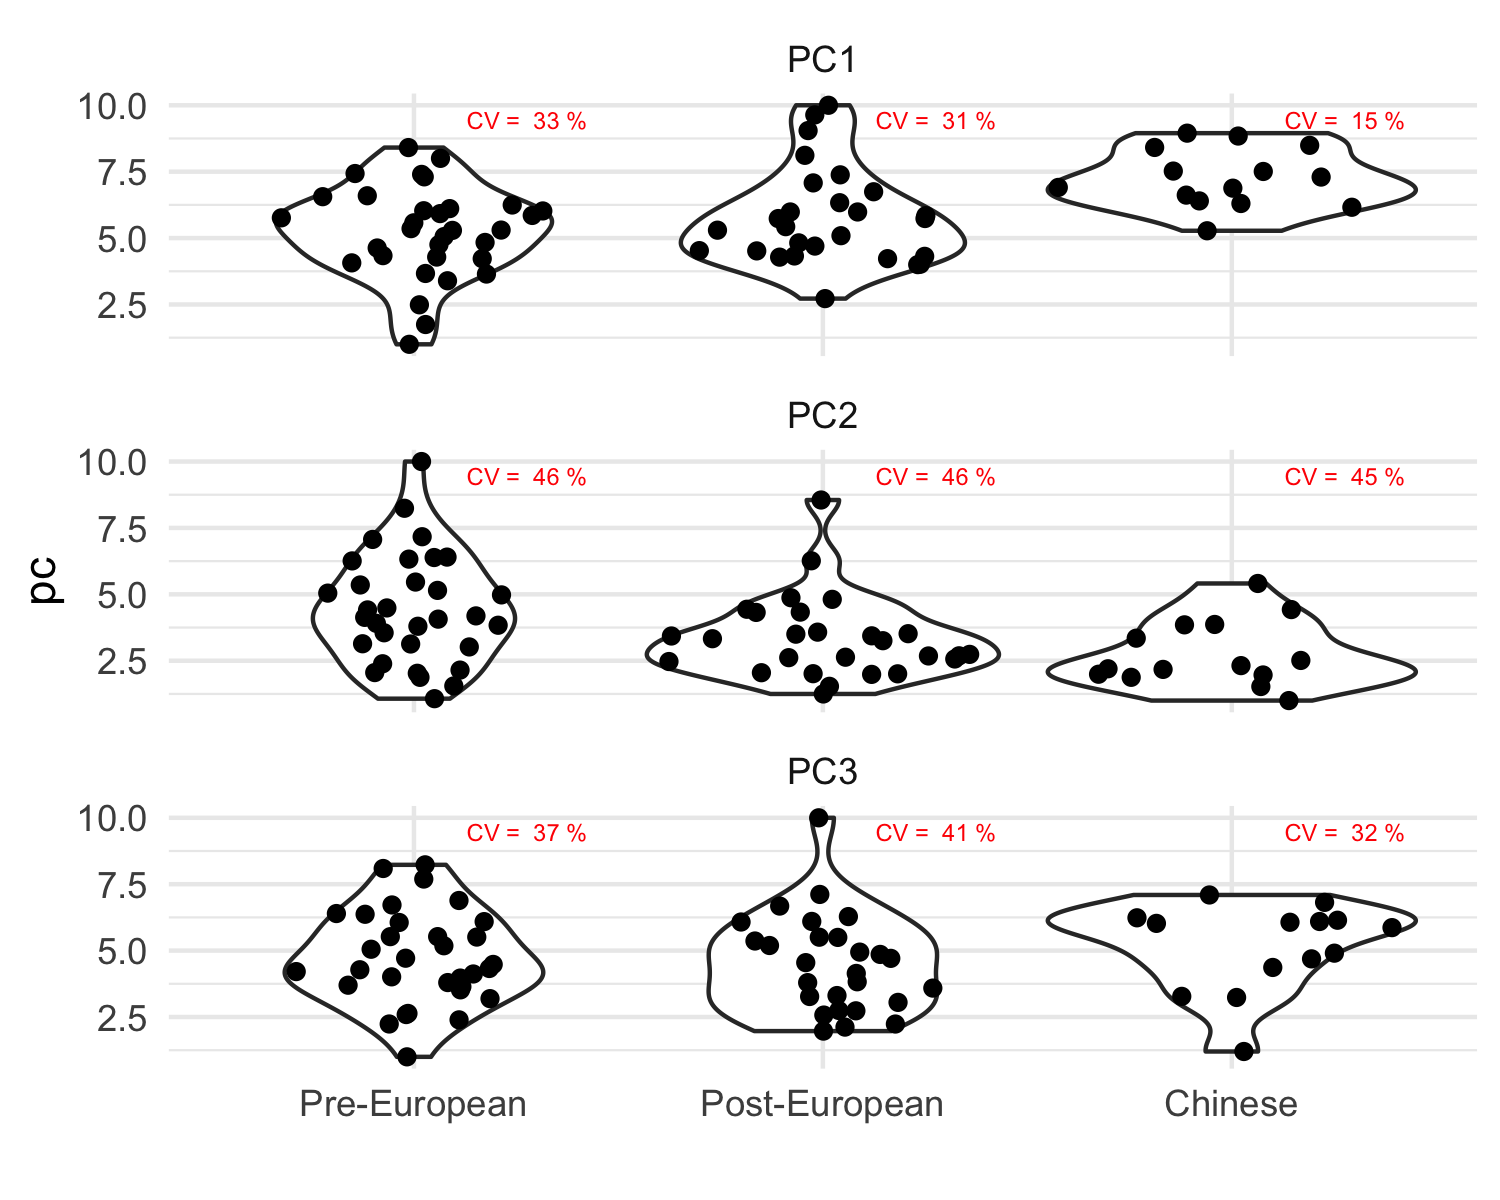 PC1
10.0
7.5
5.0
2.5
CV = 33 %
CV = 31 %
CV = 15 %
PC2
10.0
7.5
5.0
2.5
CV = 46 %
CV = 46 %
CV = 45 %
pc
PC3
10.0
7.5
5.0
2.5
CV = 37 %
CV = 41 %
CV = 32 %
Pre-European
Post-European
Chinese